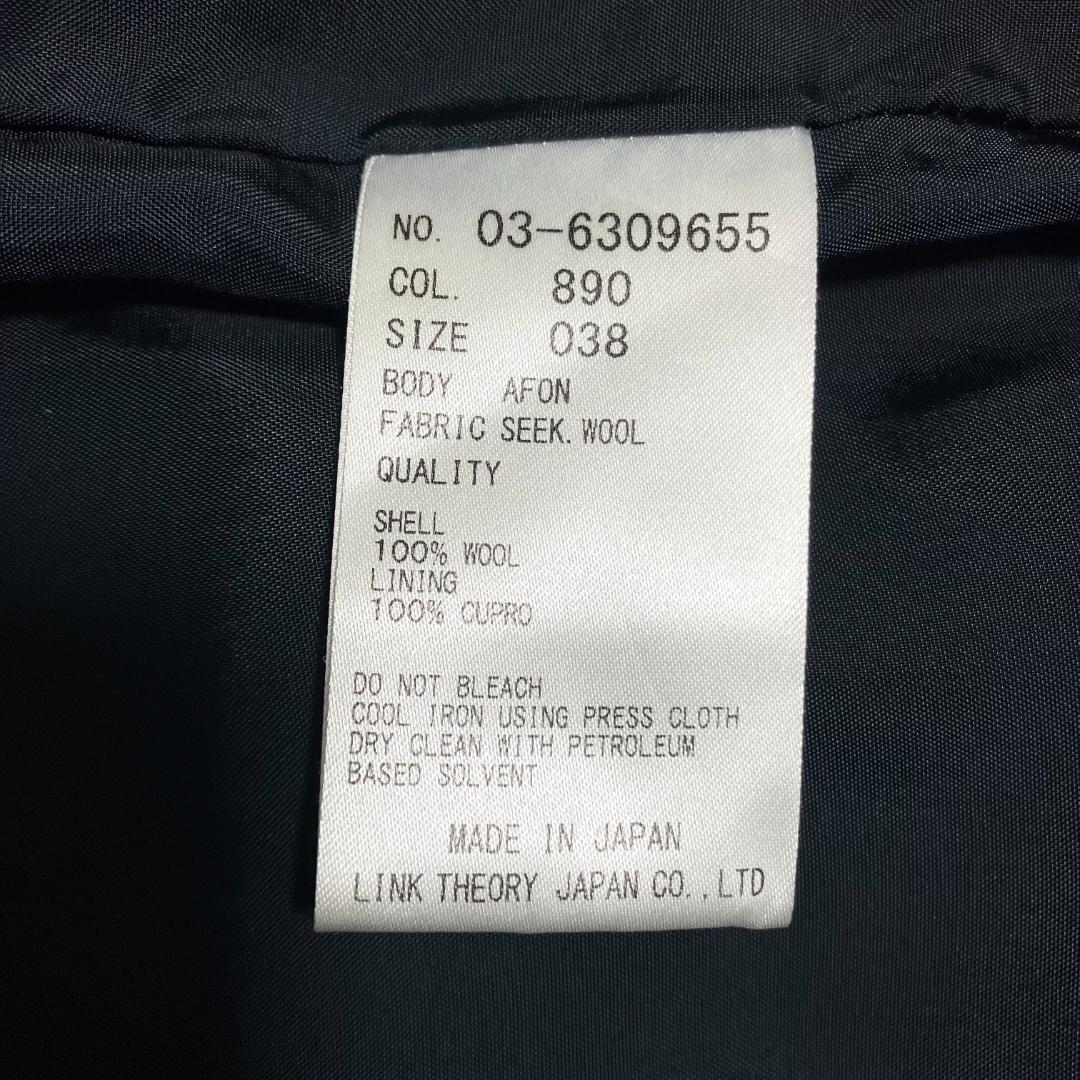 NO. 03-6309655
COL. 890
SIZE 038
BODY AFON
FABRIC SEEK. WOOL
QUALITY
SHELL
100% WOOL
LINING
100% CUPRO
DO NOT BLEACH
COOL IRON USING PRESS CLOTH
DRY CLEAN WITH PETROLEUM
BASED SOLVENT
MADE IN JAPAN
LINK THEORY JAPAN CO.,LTD